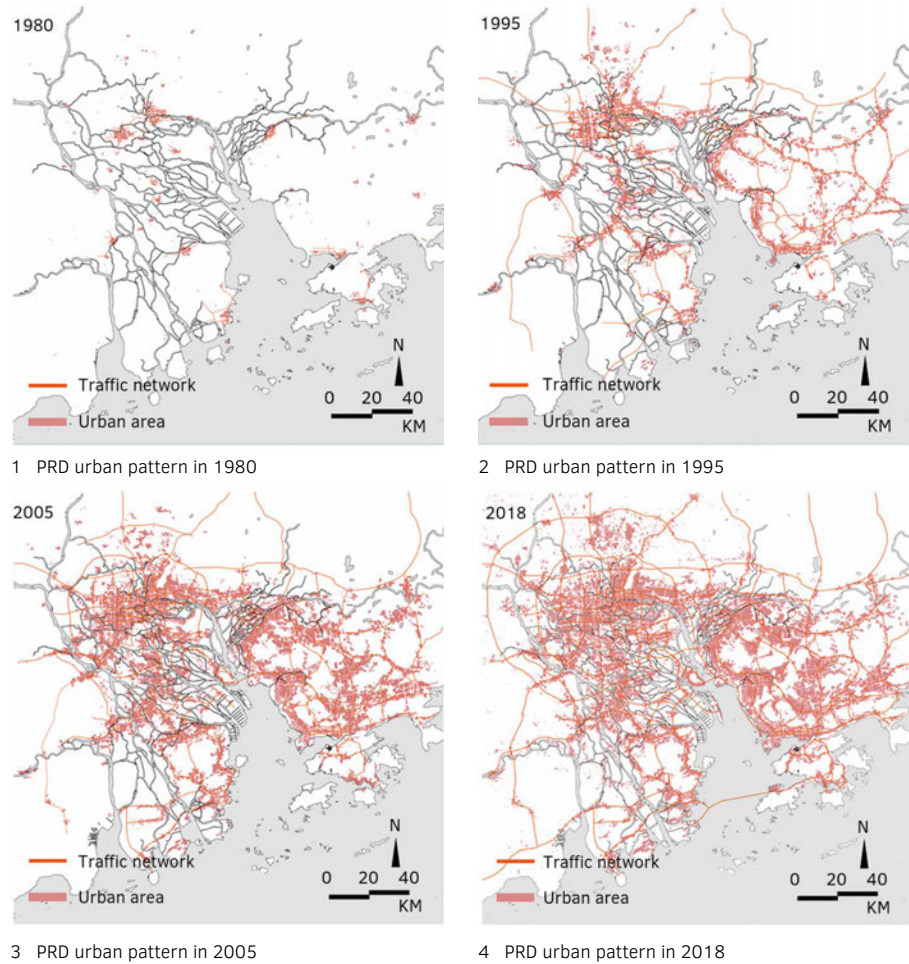 1980
N
Traffic network
0 20 40
Urban area
KM
1 PRD urban pattern in 1980
1995
N
Traffic network
0 20 40
Urban area
KM
2 PRD urban pattern in 1995
2005
N
Traffic network
0 20 40
Urban area
KM
3 PRD urban pattern in 2005
2018
N
Traffic network
0 20 40
Urban area
KM
4 PRD urban pattern in 2018